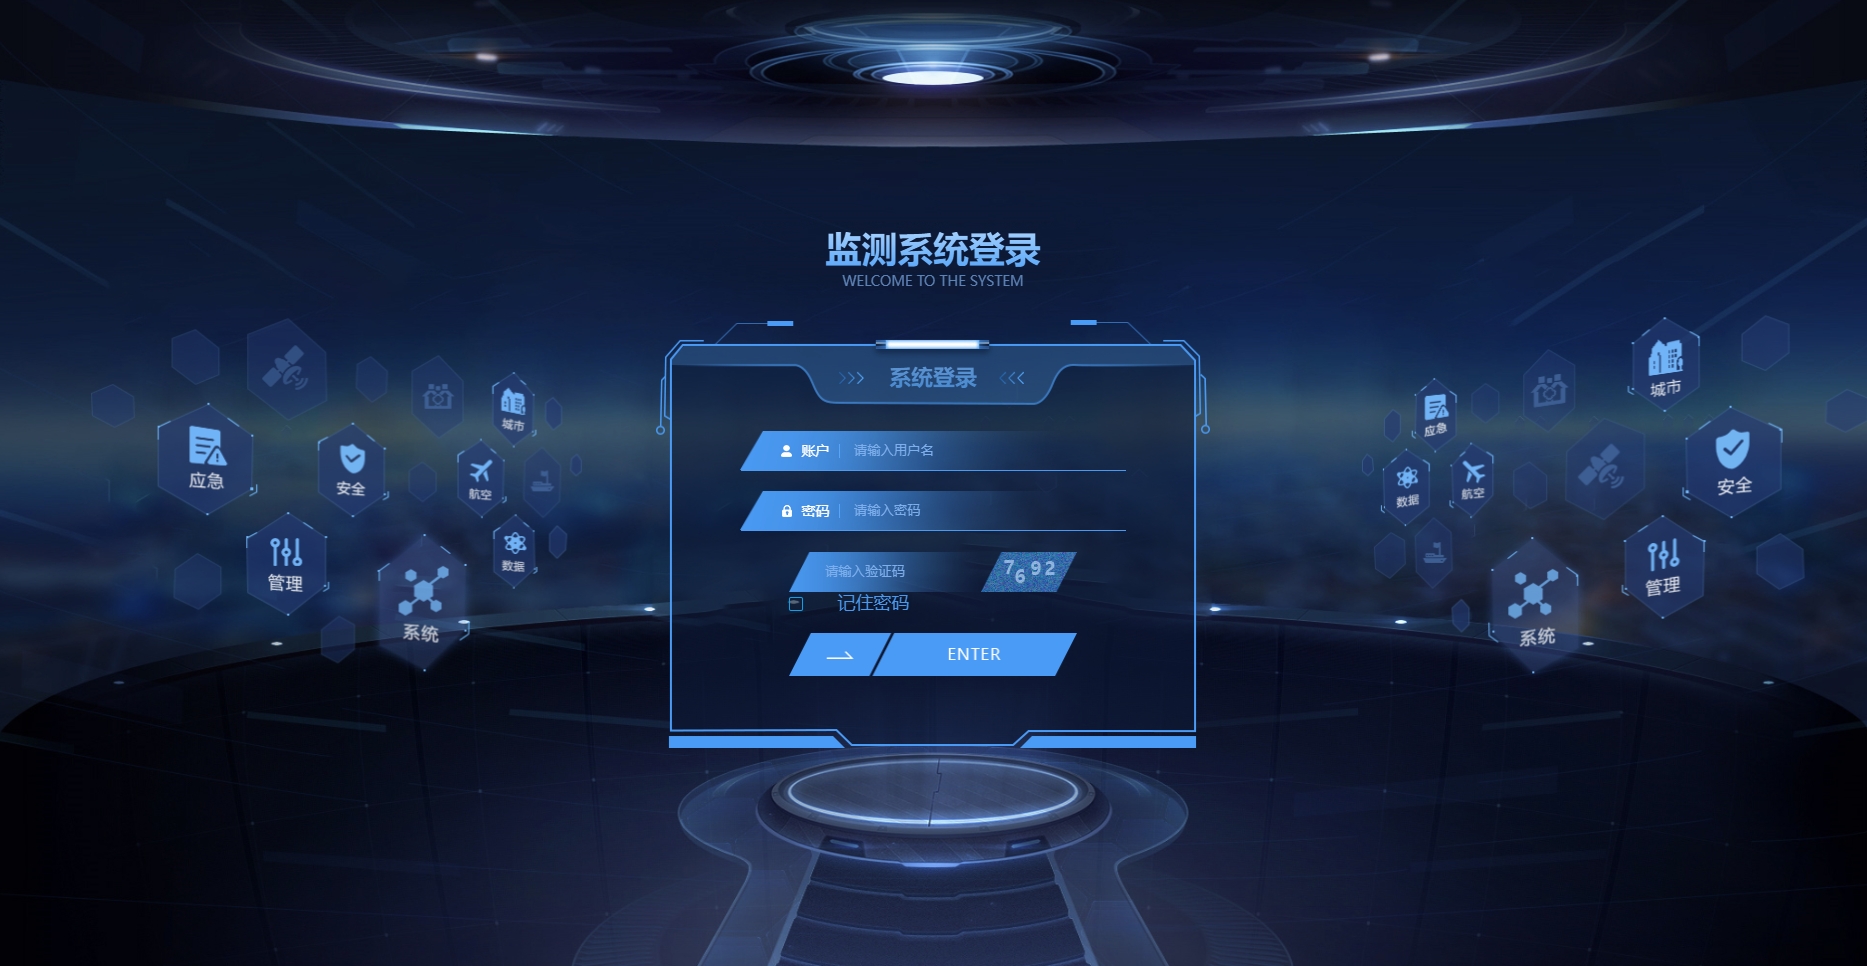 监测系统登录
WELCOME TO THE SYSTEM
系统登录
账户 请输入用户名
密码 请输入密码
请输入验证码 7692
记住密码
ENTER
城市
应急
安全
航空
管理
数据
系统
城市
应急
安全
数据
航空
管理
系统